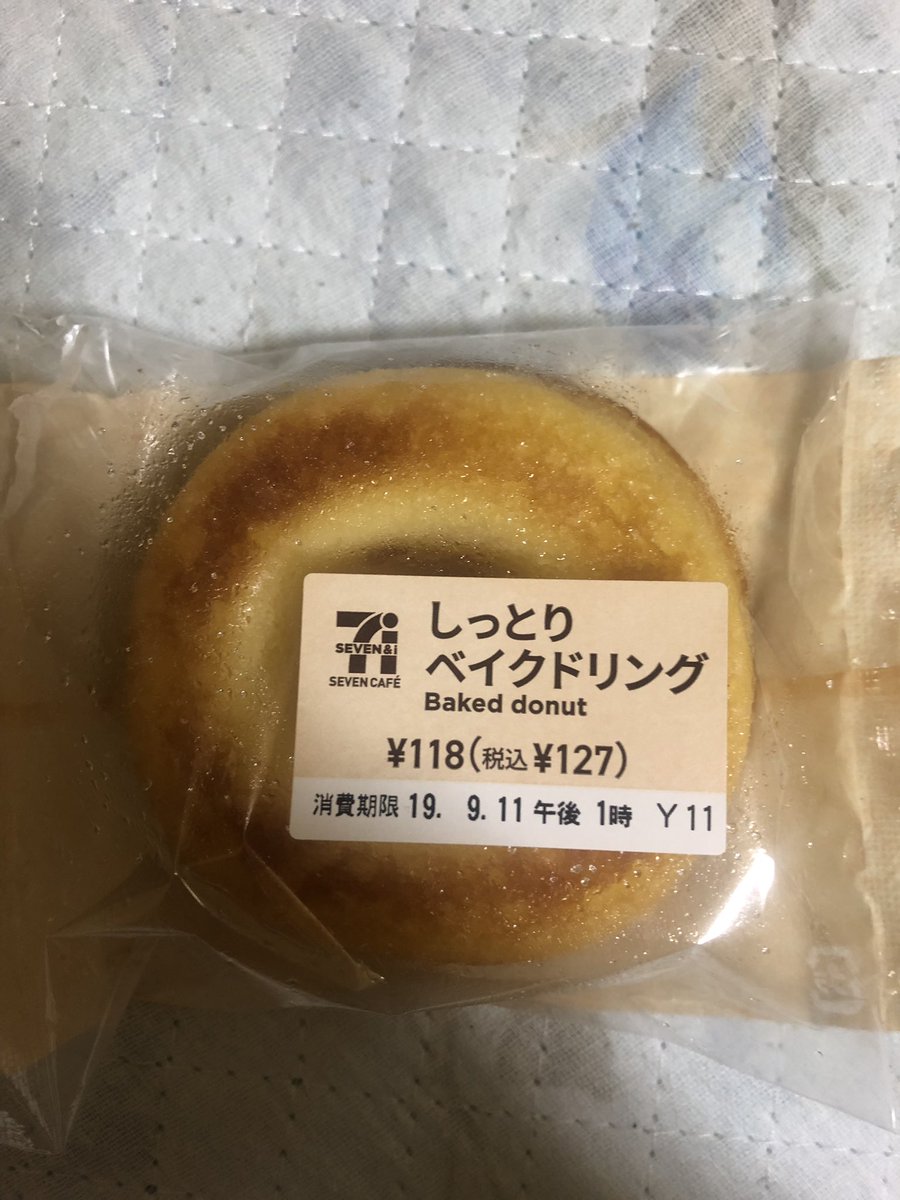 SEVEN&i
SEVEN CAFÉ
しっとり
ベイクドリング
Baked donut
¥118(税込¥127)
消費期限 19. 9.11 午後 1時 Y 11